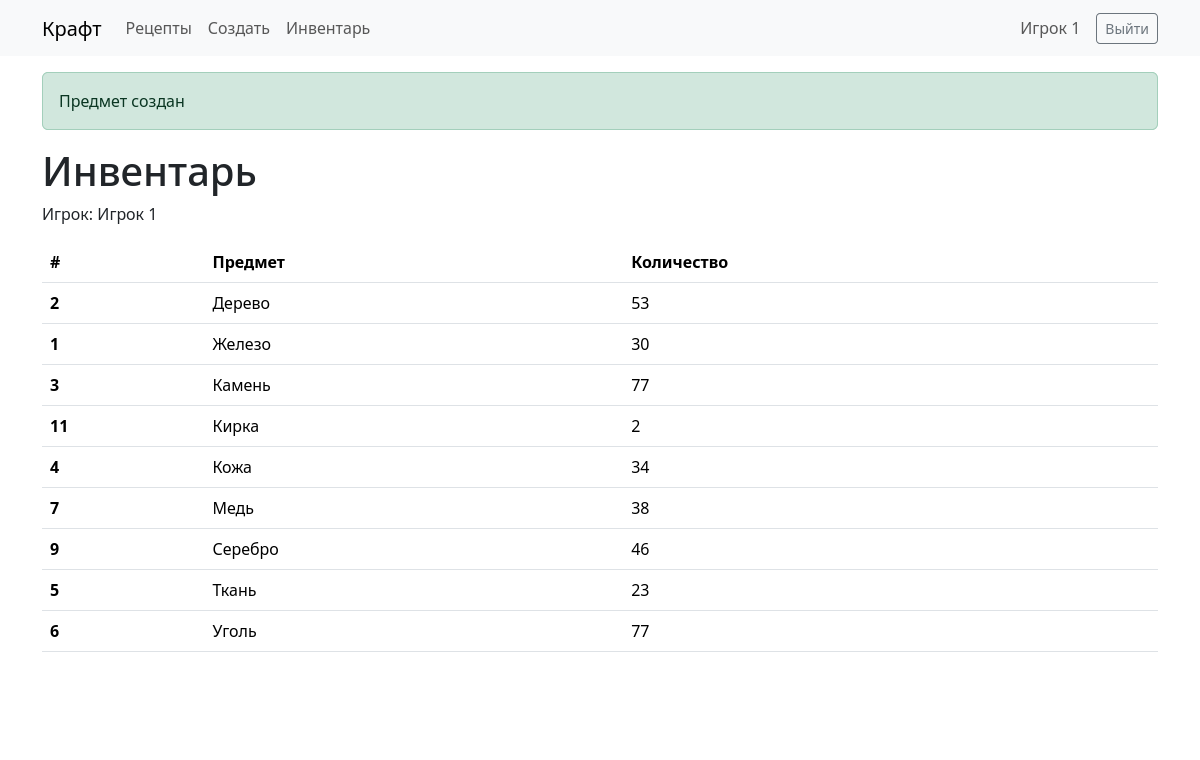 Крафт Рецепты Создать Инвентарь Игрок 1 Выйти
Предмет создан
Инвентарь
Игрок: Игрок 1
# Предмет Количество
2 Дерево 53
1 Железо 30
3 Камень 77
11 Кирка 2
4 Кожа 34
7 Медь 38
9 Серебро 46
5 Ткань 23
6 Уголь 77